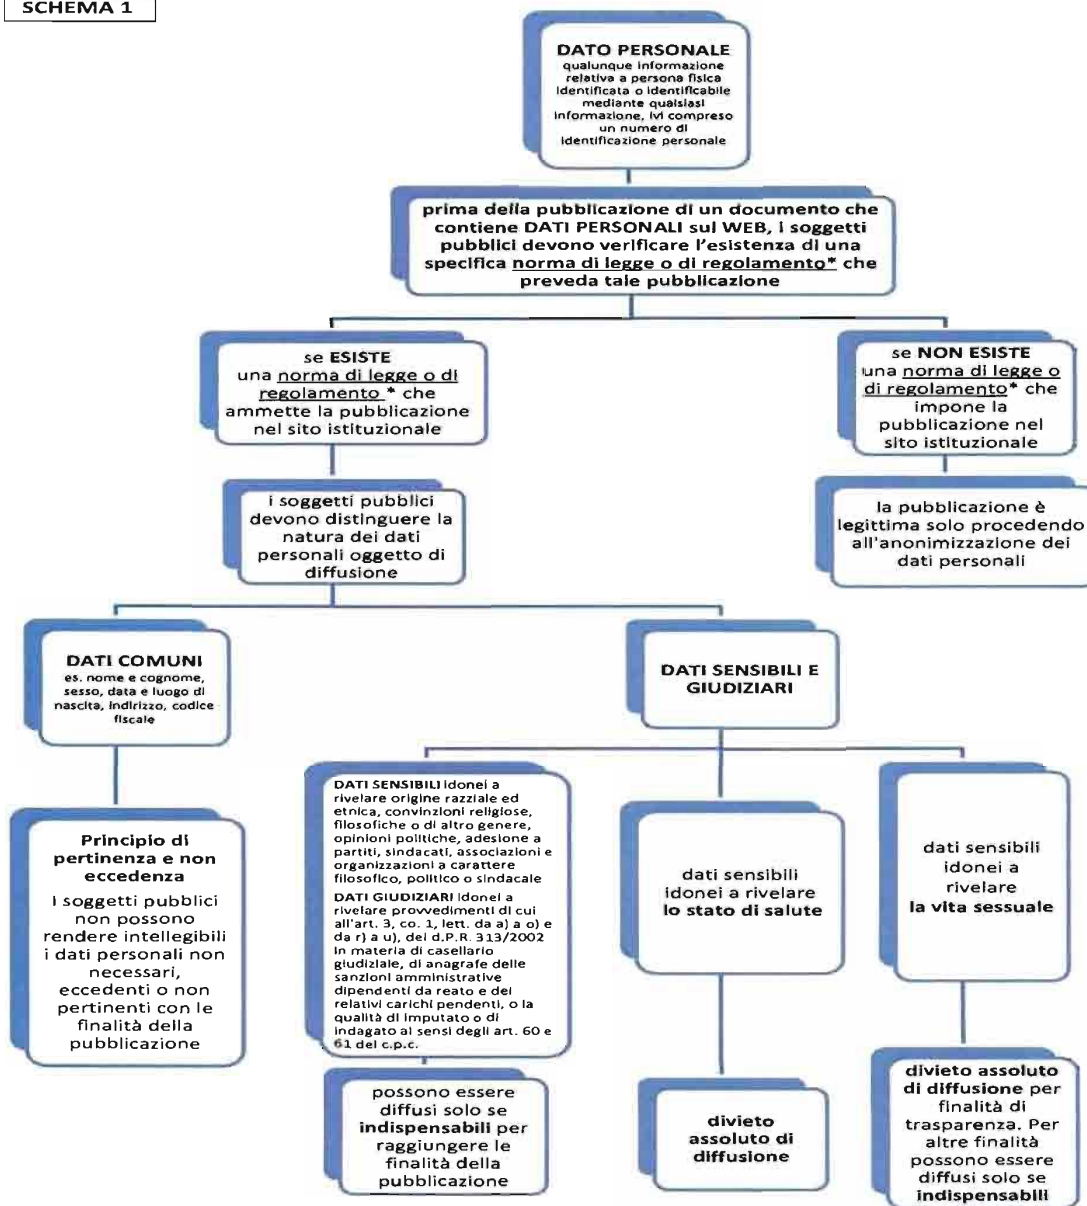 SCHEMA 1
DATO PERSONALE
qualunque informazione
relativa a persona fisica
identificata o identificabile
mediante qualsiasi
informazione, ivi compreso
un numero di
identificazione personale
prima della pubblicazione di un documento che
contiene DATI PERSONALI sul WEB, i soggetti
pubblici devono verificare l'esistenza di una
specifica norma di legge o di regolamento* che
preveda tale pubblicazione
se ESISTE
una norma di legge o di
regolamento * che
ammette la pubblicazione
nel sito istituzionale
se NON ESISTE
una norma di legge o
di regolamento* che
impone la
pubblicazione nel
sito istituzionale
i soggetti pubblici
devono distinguere la
natura dei dati
personali oggetto di
diffusione
la pubblicazione è
legittima solo procedendo
all'anonimizzazione dei
dati personali
DATI COMUNI
es. nome e cognome,
sesso, data e luogo di
nascita, indirizzo, codice
fiscale
DATI SENSIBILI E
GIUDIZIARI
Principio di
pertinenza e non
eccedenza
I soggetti pubblici
non possono
rendere intellegibili
i dati personali non
necessari,
eccedenti o non
pertinenti con le
finalità della
pubblicazione
DATI SENSIBILI idonei a
rivelare origine razziale ed
etnica, convinzioni religiose,
filosofiche o di altro genere,
opinioni politiche, adesione a
partiti, sindacati, associazioni e
organizzazioni a carattere
filosofico, politico o sindacale
DATI GIUDIZIARI idonei a
rivelare provvedimenti di cui
all'art. 3, co. 1, lett. da a) a o) e
da r) a u), del d.P.R. 313/2002
in materia di casellario
giudiziale, di anagrafe delle
sanzioni amministrative
dipendenti da reato e dei
relativi carichi pendenti, o la
qualità di imputato o di
indagato ai sensi degli art. 60 e
61 del c.p.c.
dati sensibili
idonei a rivelare
lo stato di salute
dati sensibili
idonei a
rivelare
la vita sessuale
possono essere
diffusi solo se
indispensabili per
raggiungere le
finalità della
pubblicazione
divieto
assoluto di
diffusione
divieto assoluto
di diffusione per
finalità di
trasparenza. Per
altre finalità
possono essere
diffusi solo se
indispensabili